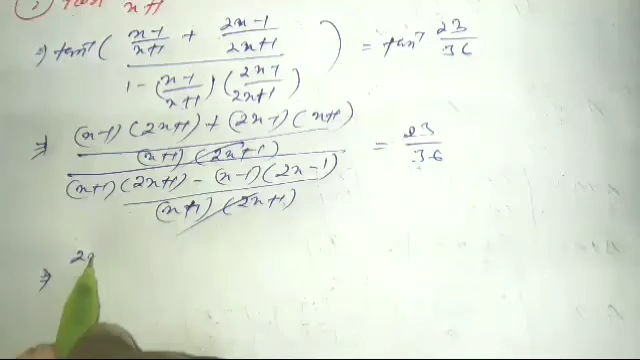 x+1
⇒ tan⁻¹( ((x-1)/(x+1) + (2x-1)/(2x+1)) / (1 - ((x-1)/(x+1)) ((2x-1)/(2x+1))) ) = tan⁻¹ 23/36
⇒ (((x-1)(2x+1) + (2x-1)(x+1)) / ((x+1)(2x+1))) / (((x+1)(2x+1) - (x-1)(2x-1)) / ((x+1)(2x+1))) = 23/36
⇒ 2x